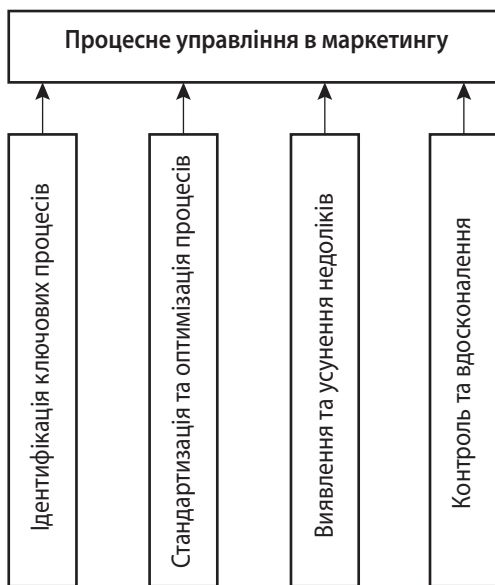 Процесне управління в маркетингу
Ідентифікація ключових процесів
Стандартизація та оптимізація процесів
Виявлення та усунення недоліків
Контроль та вдосконалення